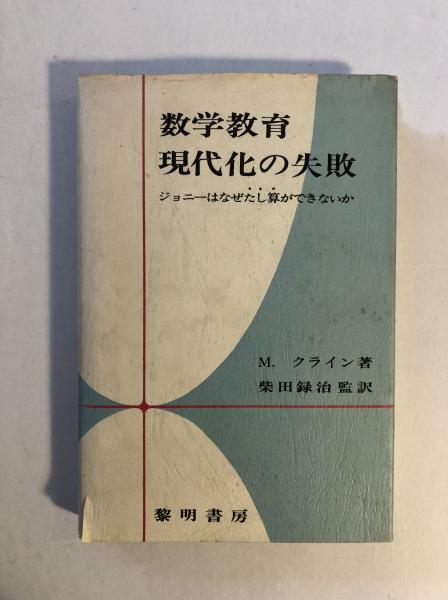 数学教育
現代化の失敗
ジョニーはなぜたし算ができないか
M. クライン著
柴田録治監訳
黎明書房